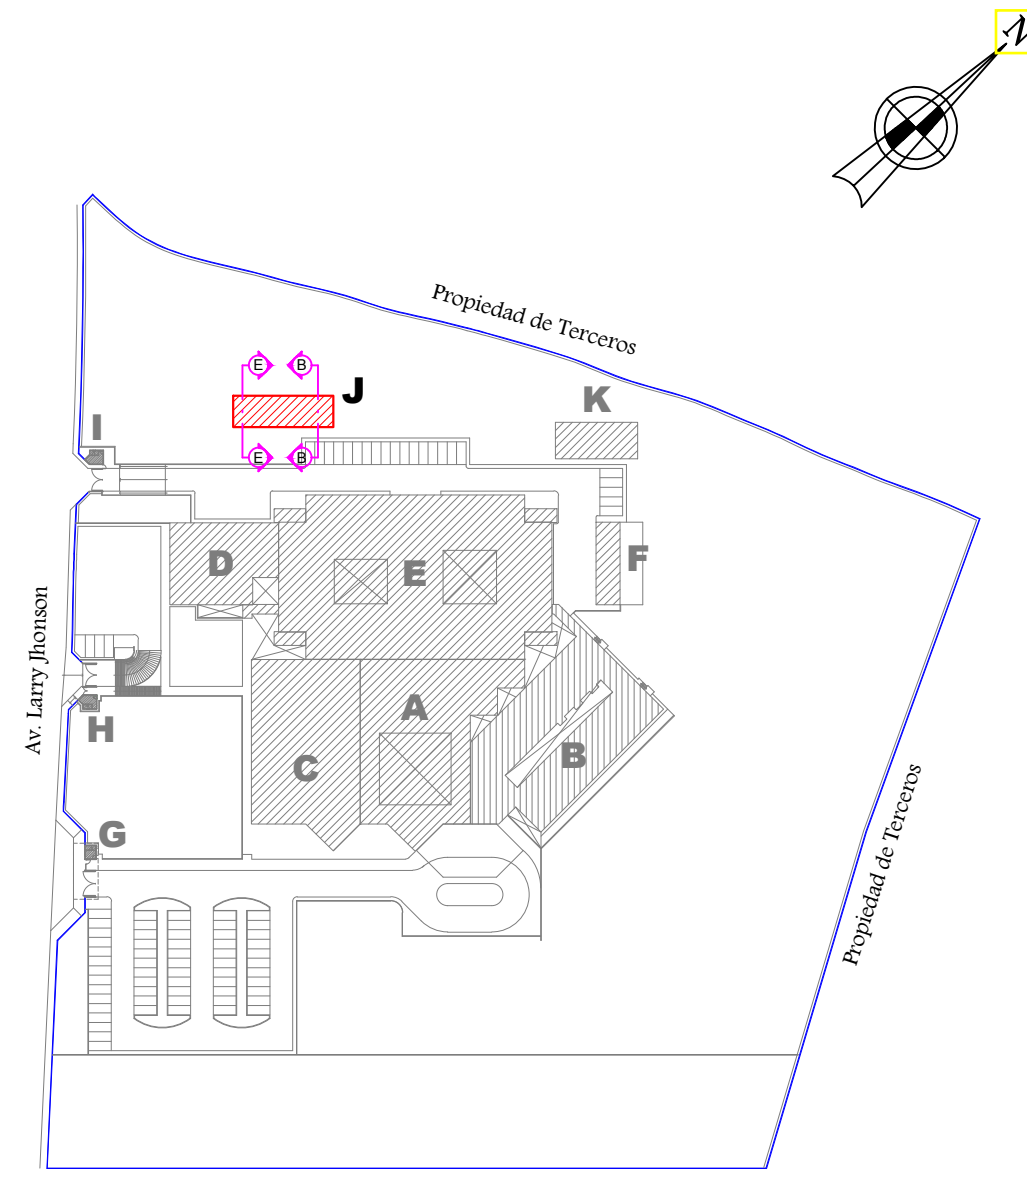 N
Propiedad de Terceros
E
B
J
K
I
E
B
D
E
F
Av. Larry Jhonson
A
H
B
C
G
Propiedad de Terceros